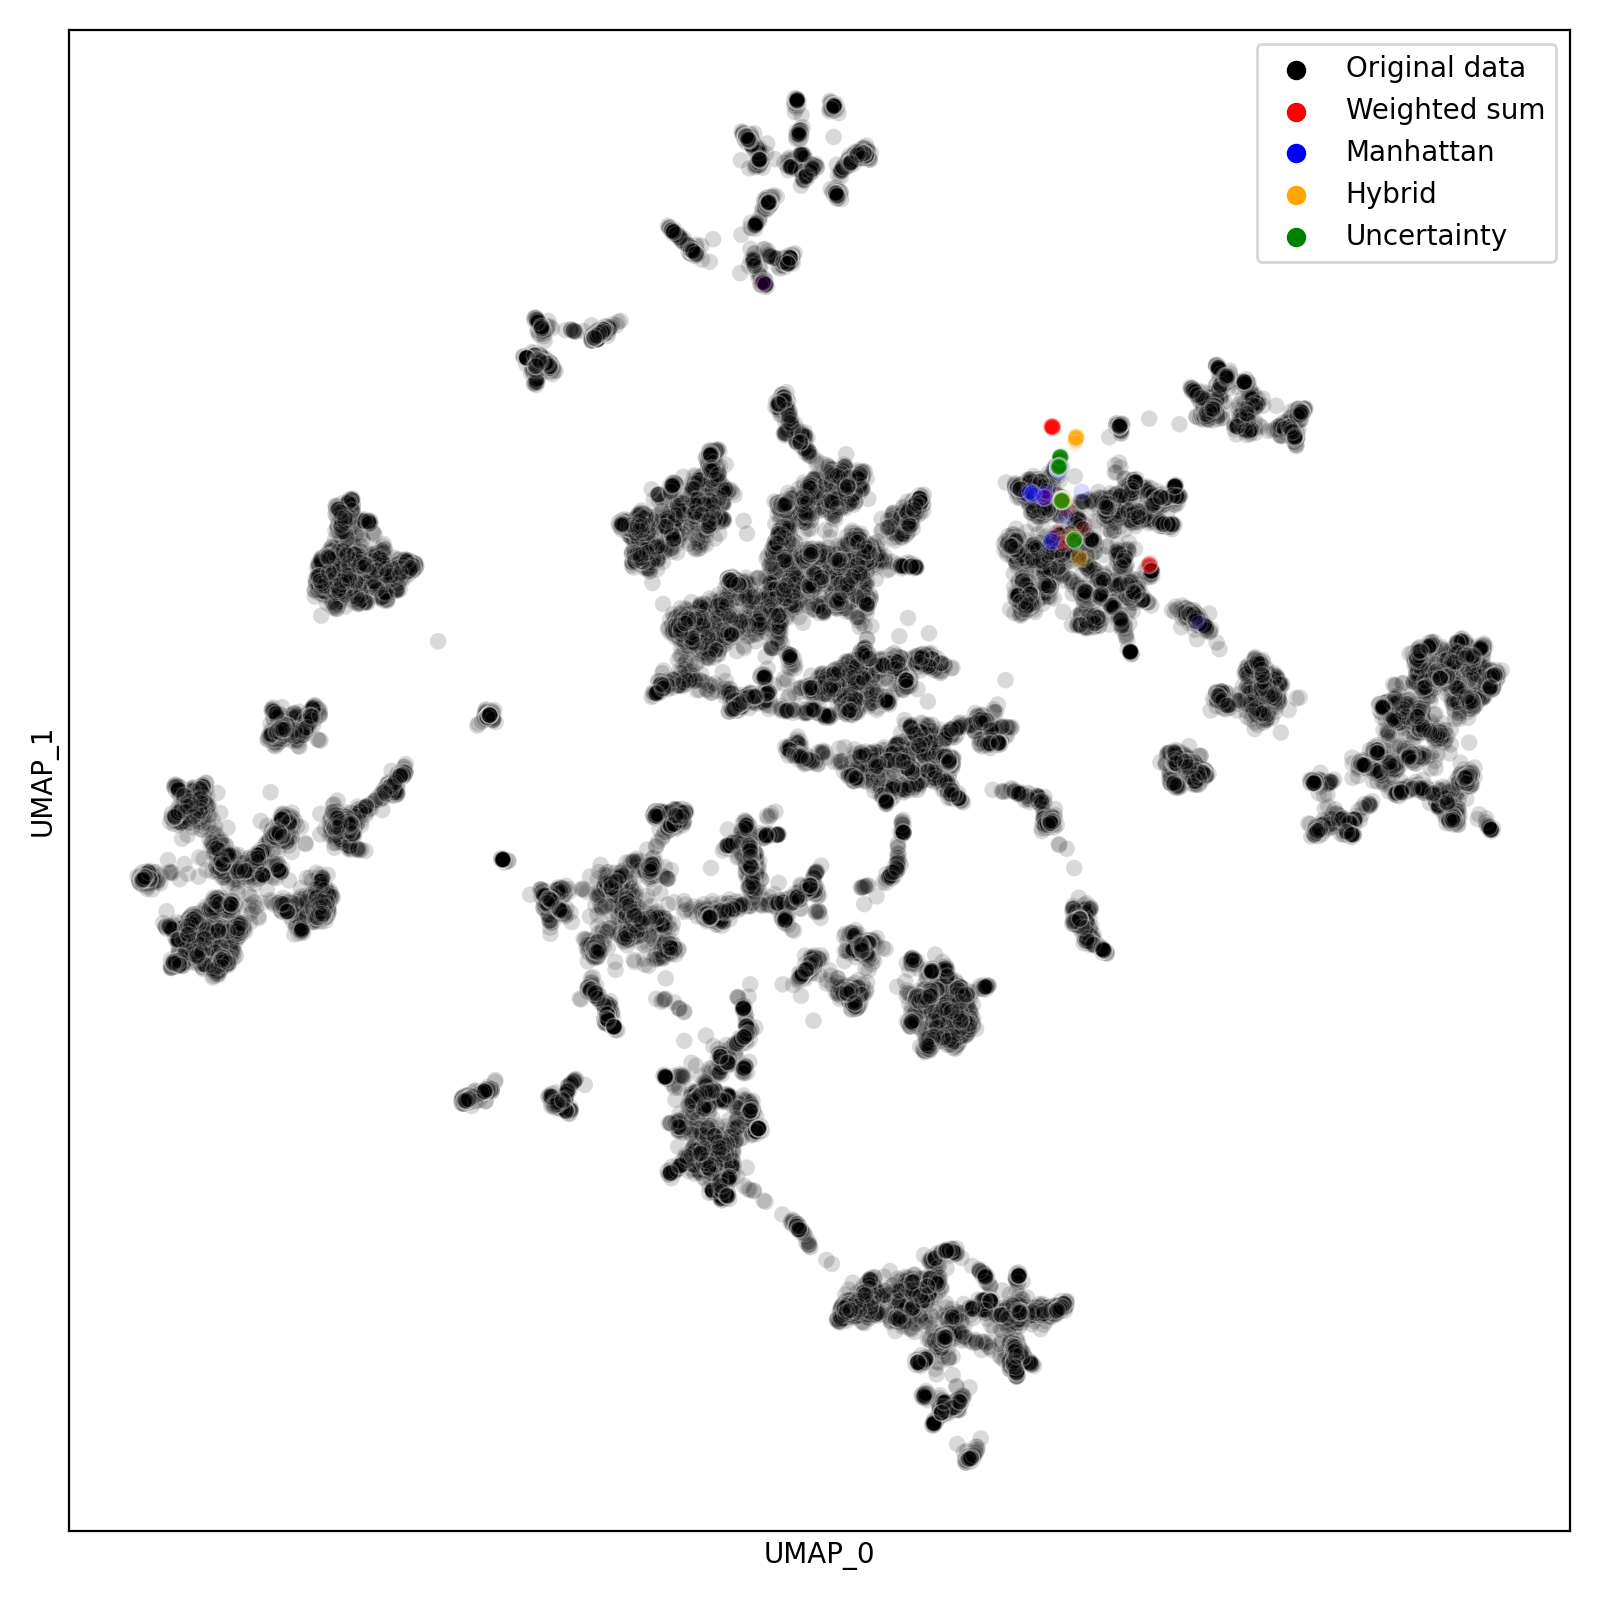 Original data
Weighted sum
Manhattan
Hybrid
Uncertainty
UMAP_1
UMAP_0